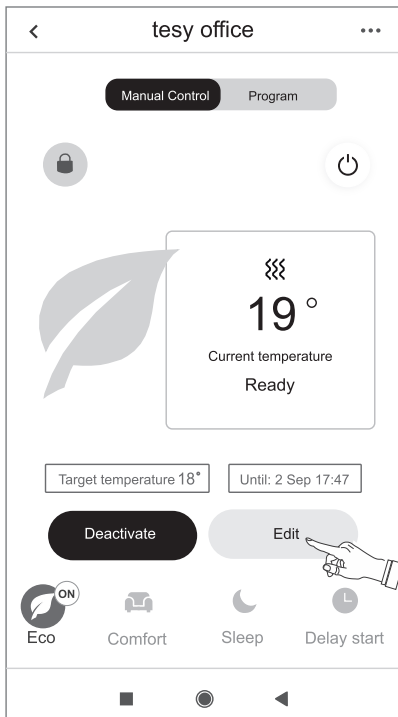 tesy office
Manual Control Program
19°
Current temperature
Ready
Target temperature 18° Until: 2 Sep 17:47
Deactivate Edit
ON
Eco Comfort Sleep Delay start